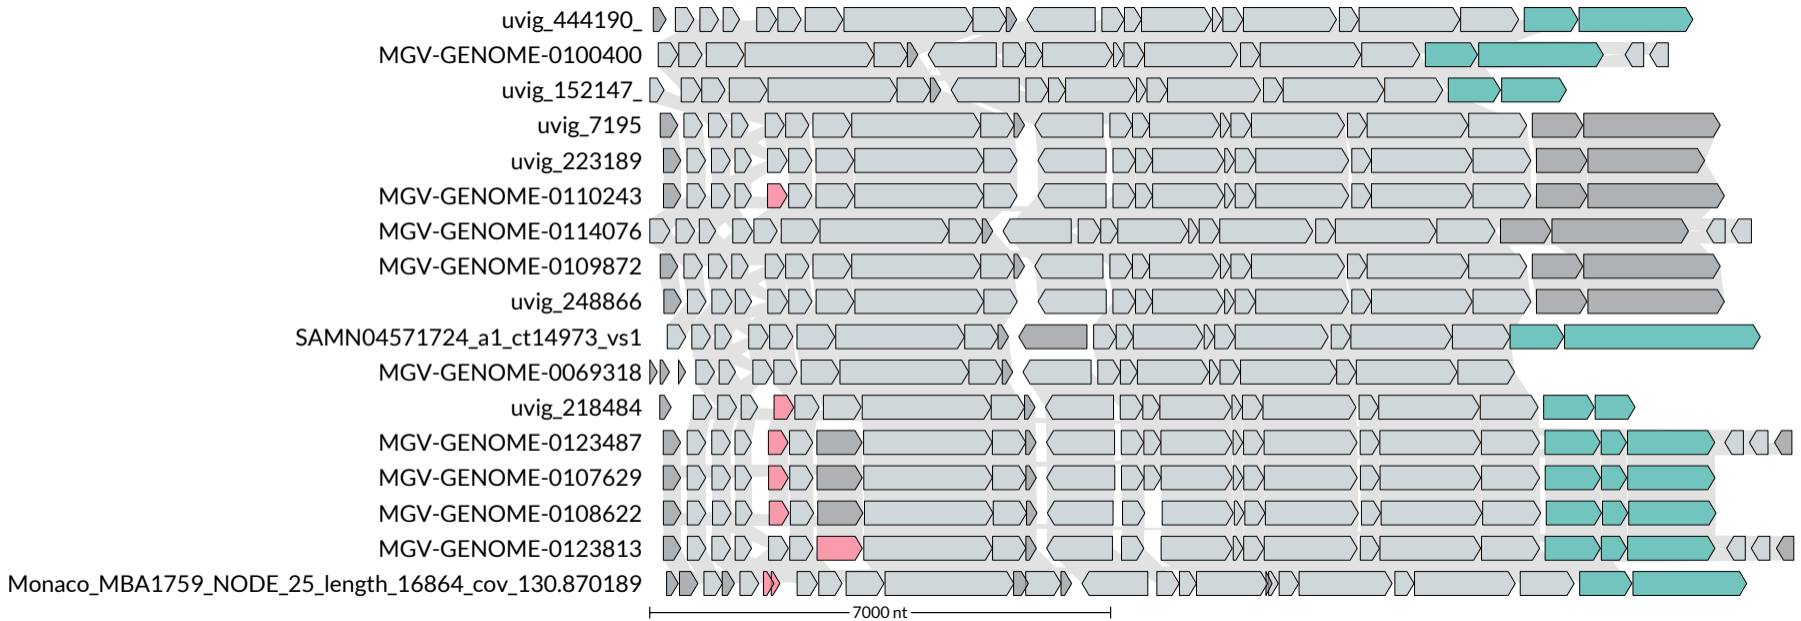 uvig_444190_
MGV-GENOME-0100400
uvig_152147_
uvig_7195
uvig_223189
MGV-GENOME-0110243
MGV-GENOME-0114076
MGV-GENOME-0109872
uvig_248866
SAMN04571724_a1_ct14973_vs1
MGV-GENOME-0069318
uvig_218484
MGV-GENOME-0123487
MGV-GENOME-0107629
MGV-GENOME-0108622
MGV-GENOME-0123813
Monaco_MBA1759_NODE_25_length_16864_cov_130.870189
7000 nt